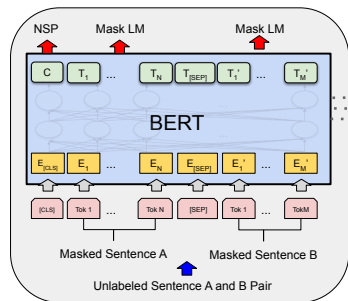 NSP Mask LM Mask LM
C T1 ... TN T[SEP] T1' ... TM'
BERT
E[CLS] E1 ... EN E[SEP] E1' ... EM'
[CLS] Tok 1 ... Tok N [SEP] Tok 1 ... TokM
Masked Sentence A Masked Sentence B
Unlabeled Sentence A and B Pair